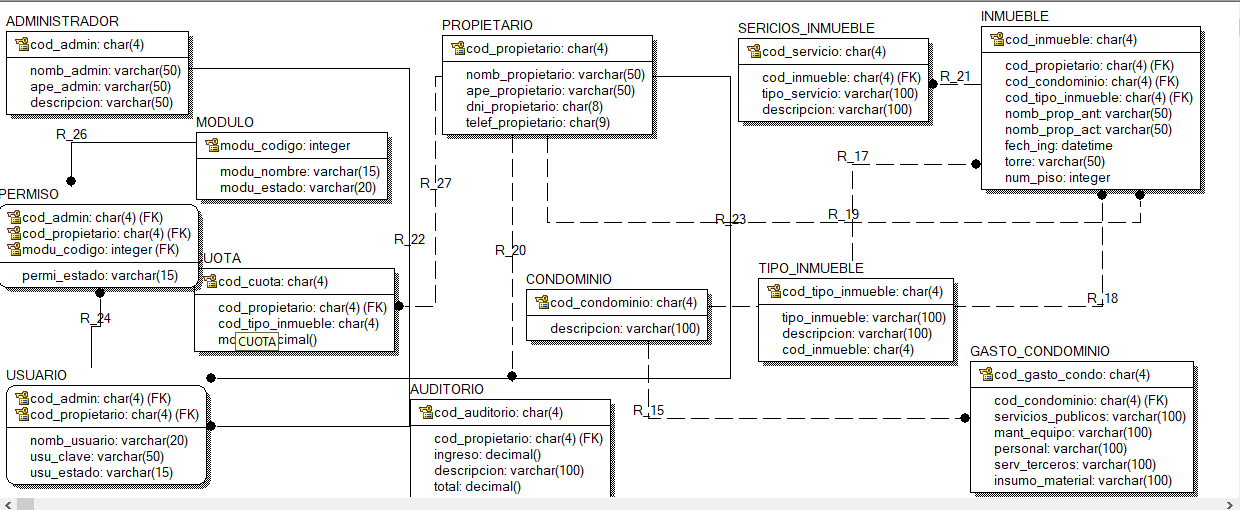 ADMINISTRADOR
cod_admin: char(4)
nomb_admin: varchar(50)
ape_admin: varchar(50)
descripcion: varchar(50)
R_26
MODULO
modu_codigo: integer
modu_nombre: varchar(15)
modu_estado: varchar(20)
PERMISO
cod_admin: char(4) (FK)
cod_propietario: char(4) (FK)
modu_codigo: integer (FK)
permi_estado: varchar(15)
R_24
USUARIO
cod_admin: char(4) (FK)
cod_propietario: char(4) (FK)
nomb_usuario: varchar(20)
usu_clave: varchar(50)
usu_estado: varchar(15)
UOTA
cod_cuota: char(4)
cod_propietario: char(4) (FK)
cod_tipo_inmueble: char(4)
cimal()
CUOTA
R_27
R_22
PROPIETARIO
cod_propietario: char(4)
nomb_propietario: varchar(50)
ape_propietario: varchar(50)
dni_propietario: char(8)
telef_propietario: char(9)
R_20
R_23
AUDITORIO
cod_auditorio: char(4)
cod_propietario: char(4) (FK)
ingreso: decimal()
descripcion: varchar(100)
total: decimal()
CONDOMINIO
cod_condominio: char(4)
descripcion: varchar(100)
R_15
SERICIOS_INMUEBLE
cod_servicio: char(4)
cod_inmueble: char(4) (FK)
tipo_servicio: varchar(100)
descripcion: varchar(100)
R_21
R_17
R_19
TIPO_INMUEBLE
cod_tipo_inmueble: char(4)
tipo_inmueble: varchar(100)
descripcion: varchar(100)
cod_inmueble: char(4)
INMUEBLE
cod_inmueble: char(4)
cod_propietario: char(4) (FK)
cod_condominio: char(4) (FK)
cod_tipo_inmueble: char(4) (FK)
nomb_prop_ant: varchar(50)
nomb_prop_act: varchar(50)
fech_ing: datetime
torre: varchar(50)
num_piso: integer
R_18
GASTO_CONDOMINIO
cod_gasto_condo: char(4)
cod_condominio: char(4) (FK)
servicios_publicos: varchar(100)
mant_equipo: varchar(100)
personal: varchar(100)
serv_terceros: varchar(100)
insumo_material: varchar(100)